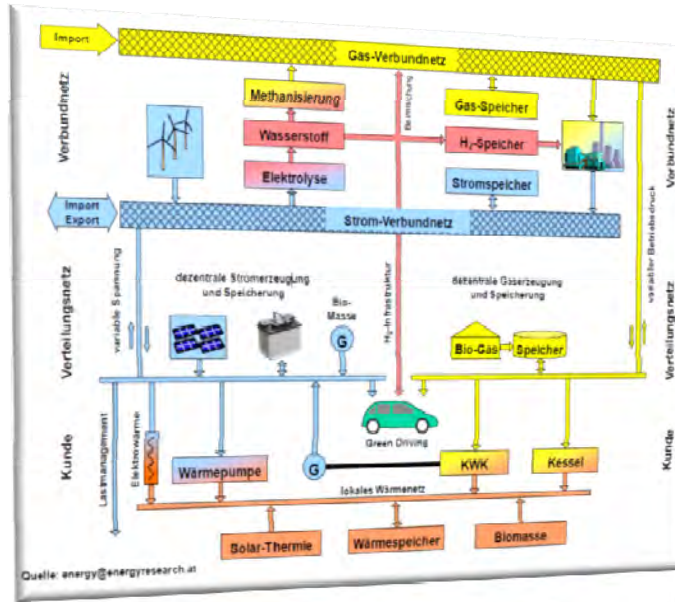 Import
Gas-Verbundnetz
Verbundnetz
Methanisierung
Beimischung
Gas-Speicher
Wasserstoff
H₂-Speicher
Elektrolyse
Stromspeicher
Verbundnetz
Import
Export
Strom-Verbundnetz
Verteilungsnetz
variable Spannung
dezentrale Stromerzeugung
und Speicherung
Bio-
Masse
G
H₂-Infrastruktur
dezentrale Gaserzeugung
und Speicherung
Bio-Gas
Speicher
variabler Betriebsdruck
Verteilungsnetz
Kunde
Lastmanagement
Elektrowärme
Wärmepumpe
G
Green Driving
KWK
Kessel
Kunde
lokales Wärmenetz
Solar-Thermie
Wärmespeicher
Biomasse
Quelle: energy@energyresearch.at